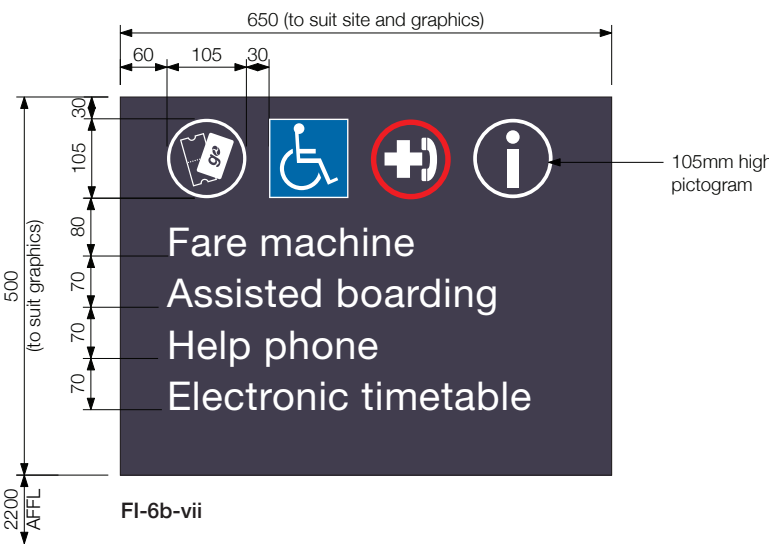 650 (to suit site and graphics)
60
105
30
30
105
80
70
70
70
500
(to suit graphics)
2200
AFFL
go
105mm high
pictogram
Fare machine
Assisted boarding
Help phone
Electronic timetable
FI-6b-vii